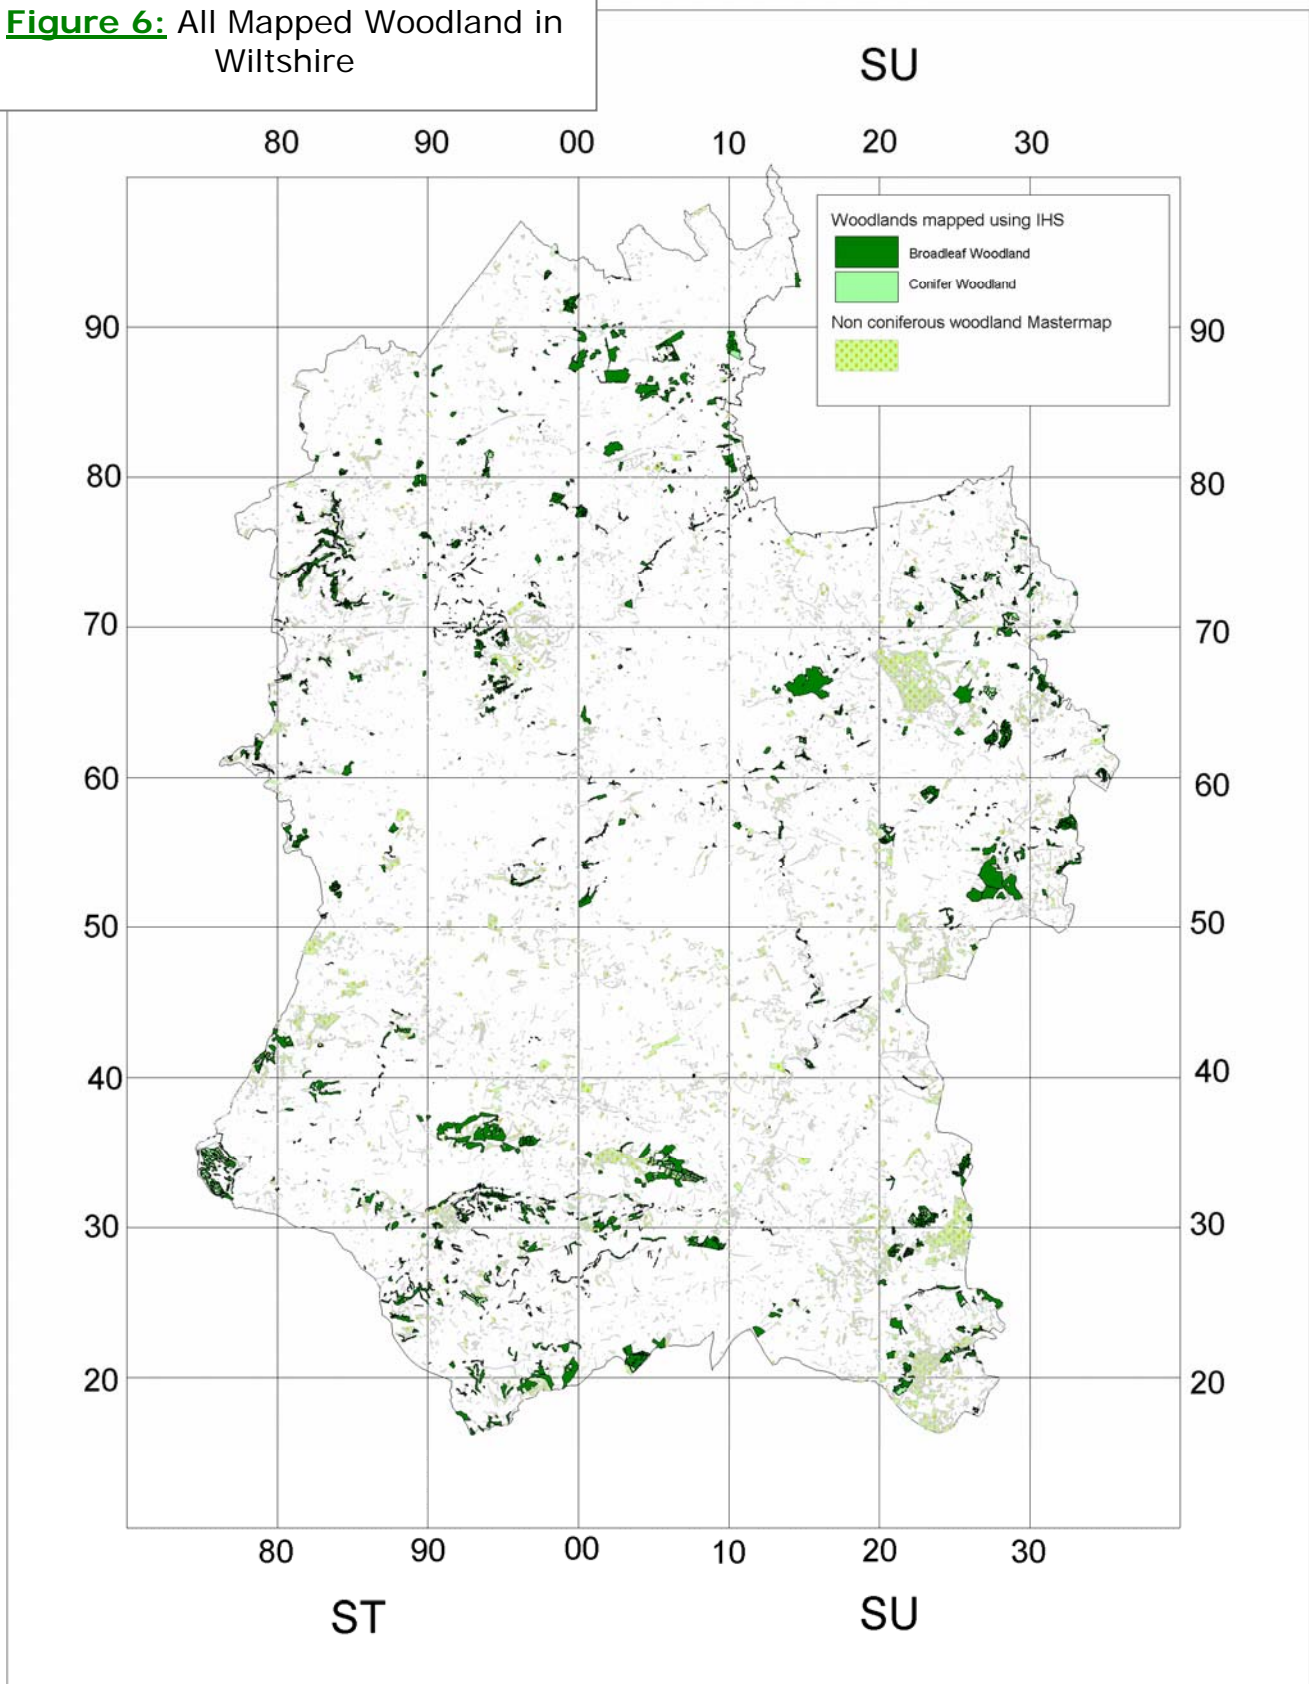 Figure 6: All Mapped Woodland in
Wiltshire
SU
80 90 00 10 20 30
Woodlands mapped using IHS
Broadleaf Woodland
Conifer Woodland
Non coniferous woodland Mastermap
90 90
80 80
70 70
60 60
50 50
40 40
30 30
20 20
80 90 00 10 20 30
ST SU